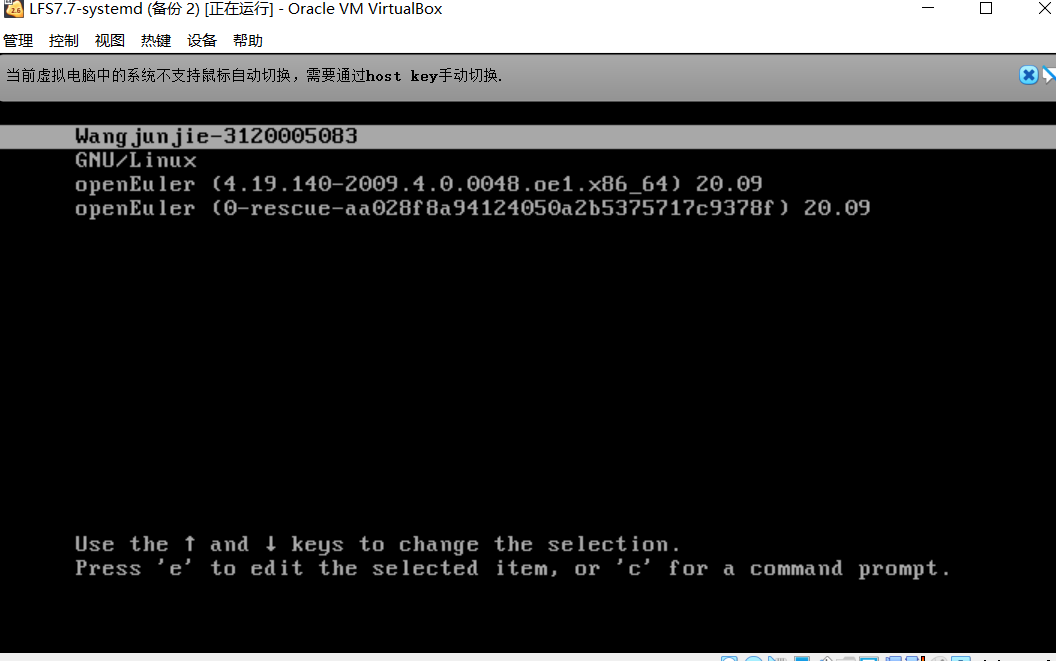 LFS7.7-systemd (备份 2) [正在运行] - Oracle VM VirtualBox
管理 控制 视图 热键 设备 帮助
当前虚拟电脑中的系统不支持鼠标自动切换，需要通过host key手动切换.
Wangjunjie-3120005083
GNU/Linux
openEuler (4.19.140-2009.4.0.0048.oe1.x86_64) 20.09
openEuler (0-rescue-aa028f8a94124050a2b5375717c9378f) 20.09
Use the ↑ and ↓ keys to change the selection.
Press 'e' to edit the selected item, or 'c' for a command prompt.